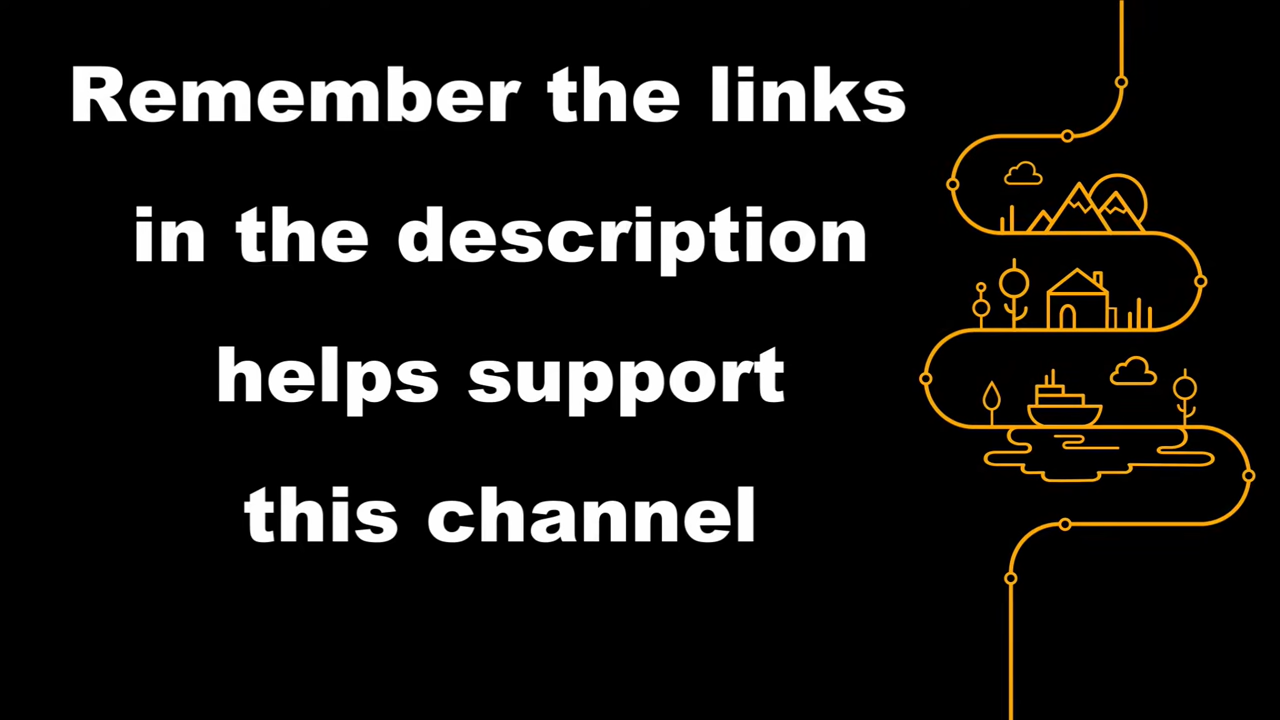 Remember the links
in the description
helps support
this channel